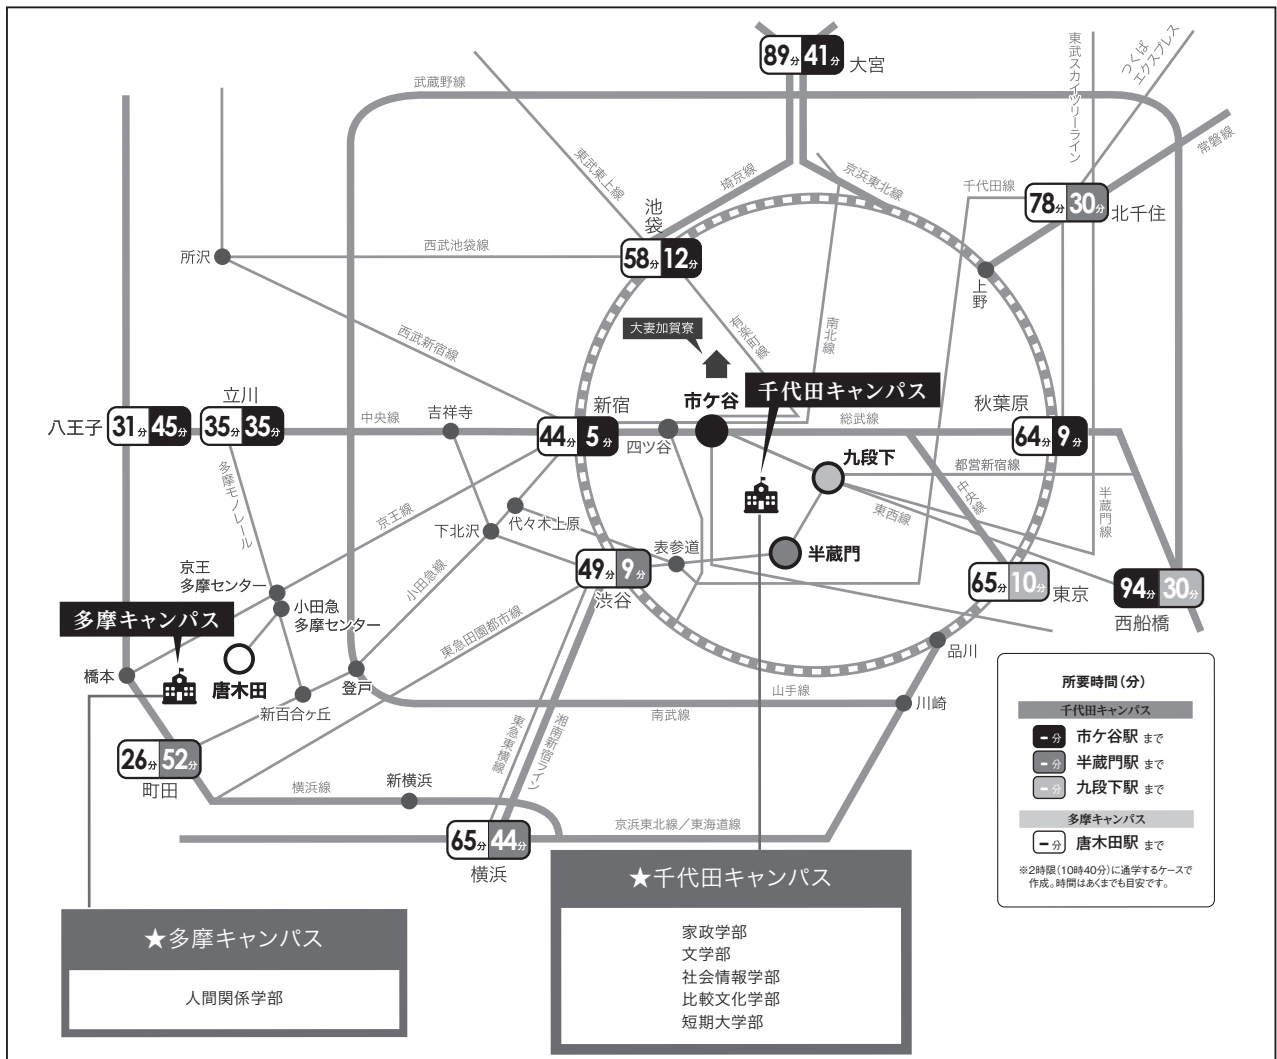 89分 41分 大宮
東武スカイツリーライン
つくば
エクスプレス
武蔵野線
常磐線
東武東上線
埼京線
京浜東北線
千代田線
78分 30分 北千住
池袋
58分 12分
西武池袋線
所沢
上野
大妻加賀寮
有楽町線
南北線
西武新宿線
千代田キャンパス
立川
新宿
市ケ谷
秋葉原
八王子 31分 45分
35分 35分
中央線
吉祥寺
44分 5分
四ツ谷
総武線
64分 9分
九段下
都営新宿線
多摩モノレール
京王線
下北沢
代々木上原
東西線
中央線
半蔵門線
表参道
半蔵門
京王
多摩センター
小田急線
49分 9分
渋谷
65分 10分 東京
94分 30分
西船橋
多摩キャンパス
小田急
多摩センター
東急田園都市線
品川
橋本
唐木田
登戸
新百合ヶ丘
山手線
南武線
川崎
26分 52分
町田
東急東横線
湘南新宿ライン
横浜線
新横浜
65分 44分
横浜
京浜東北線／東海道線
所要時間（分）
千代田キャンパス
-分 市ケ谷駅 まで
-分 半蔵門駅 まで
-分 九段下駅 まで
多摩キャンパス
-分 唐木田駅 まで
※2時限（10時40分）に通学するケースで
作成。時間はあくまでも目安です。
★多摩キャンパス
人間関係学部
★千代田キャンパス
家政学部
文学部
社会情報学部
比較文化学部
短期大学部